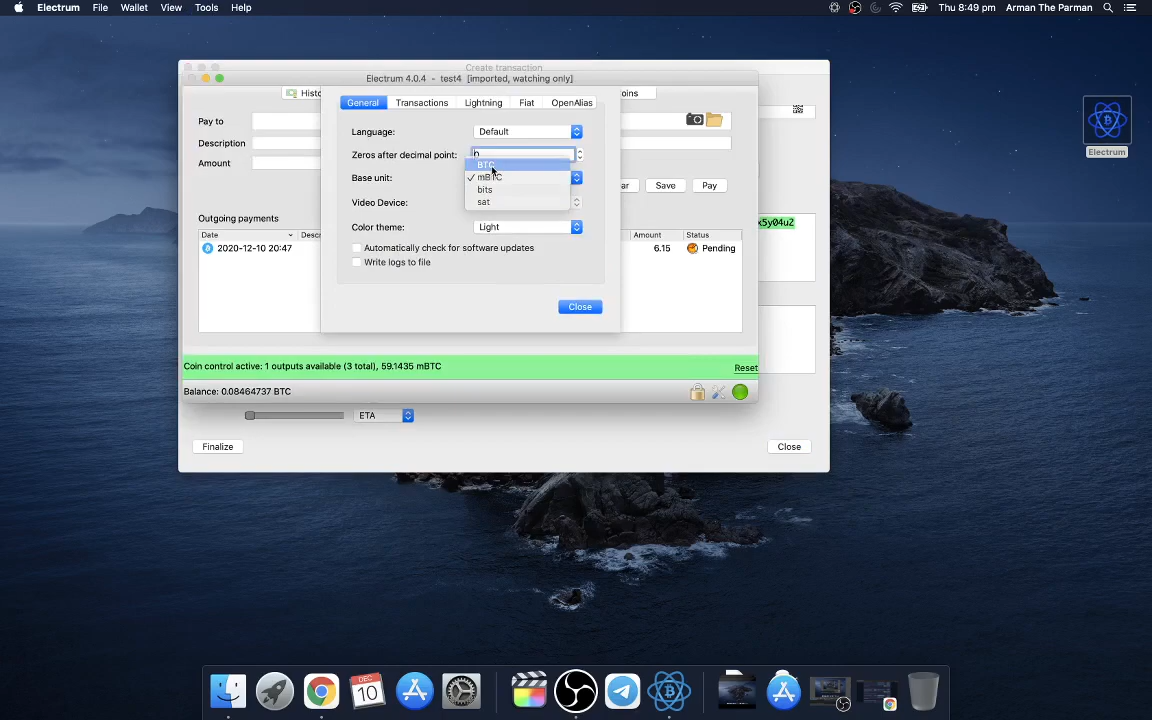 Electrum File Wallet View Tools Help Thu 8:49 pm Arman The Parman
Create transaction
Electrum 4.0.4 - test4 [imported, watching only]
General Transactions Lightning Fiat OpenAlias
Pay to
Description
Amount
Language: Default
Zeros after decimal point:
Base unit:
BTC
✓ mBTC
bits
sat
Video Device:
Color theme: Light
Automatically check for software updates
Write logs to file
Close
Save Pay
Outgoing payments
Date Amount Status
2020-12-10 20:47 6.15 Pending
x5y04u2
Coin control active: 1 outputs available (3 total), 59.1435 mBTC Reset
Balance: 0.08464737 BTC
ETA
Finalize Close
Electrum
DEC
10